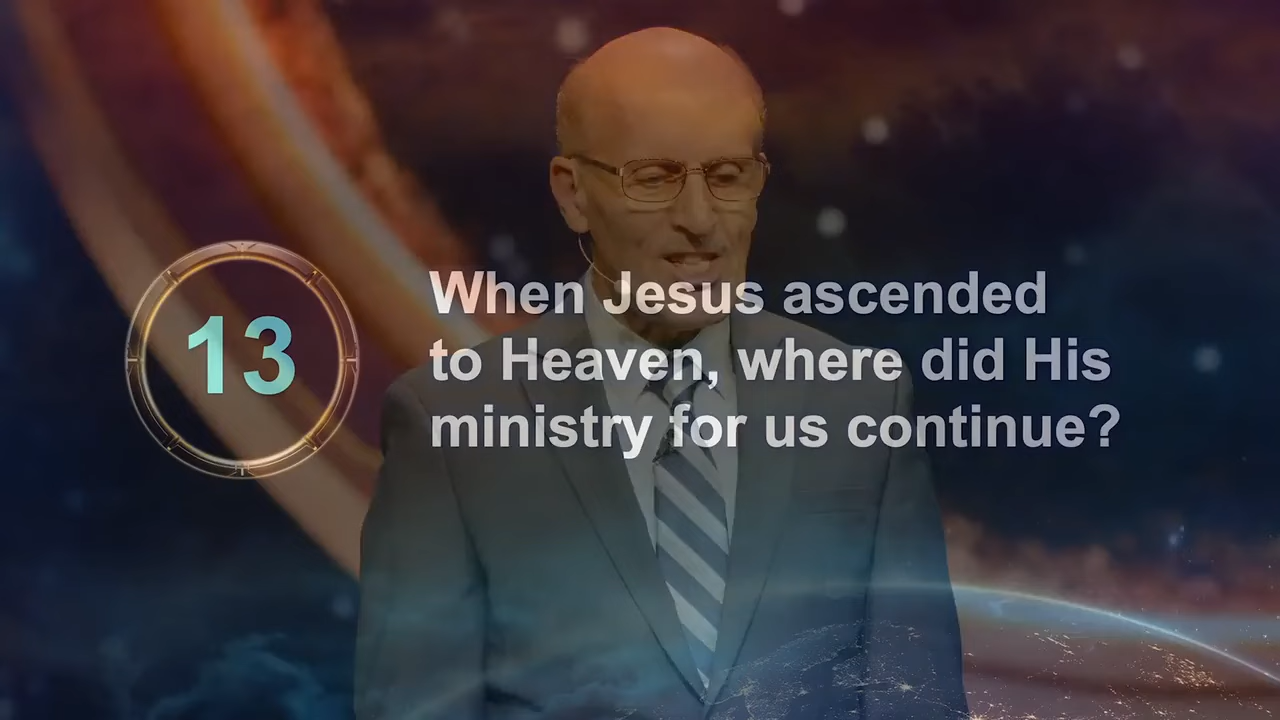 13
When Jesus ascended
to Heaven, where did His
ministry for us continue?